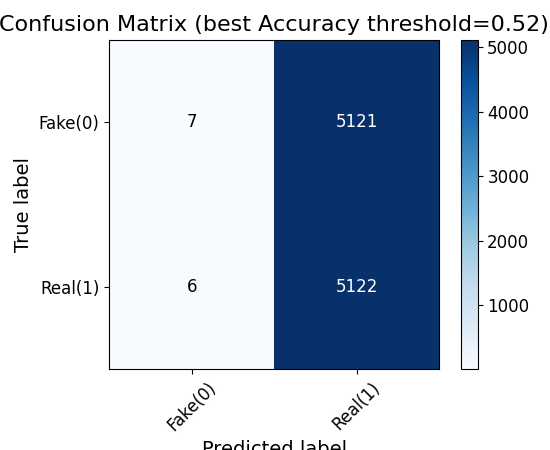 Confusion Matrix (best Accuracy threshold=0.52)
5000
Fake(0) 7 5121
4000
True label
3000
2000
Real(1) 6 5122
1000
Fake(0) Real(1)
Predicted label